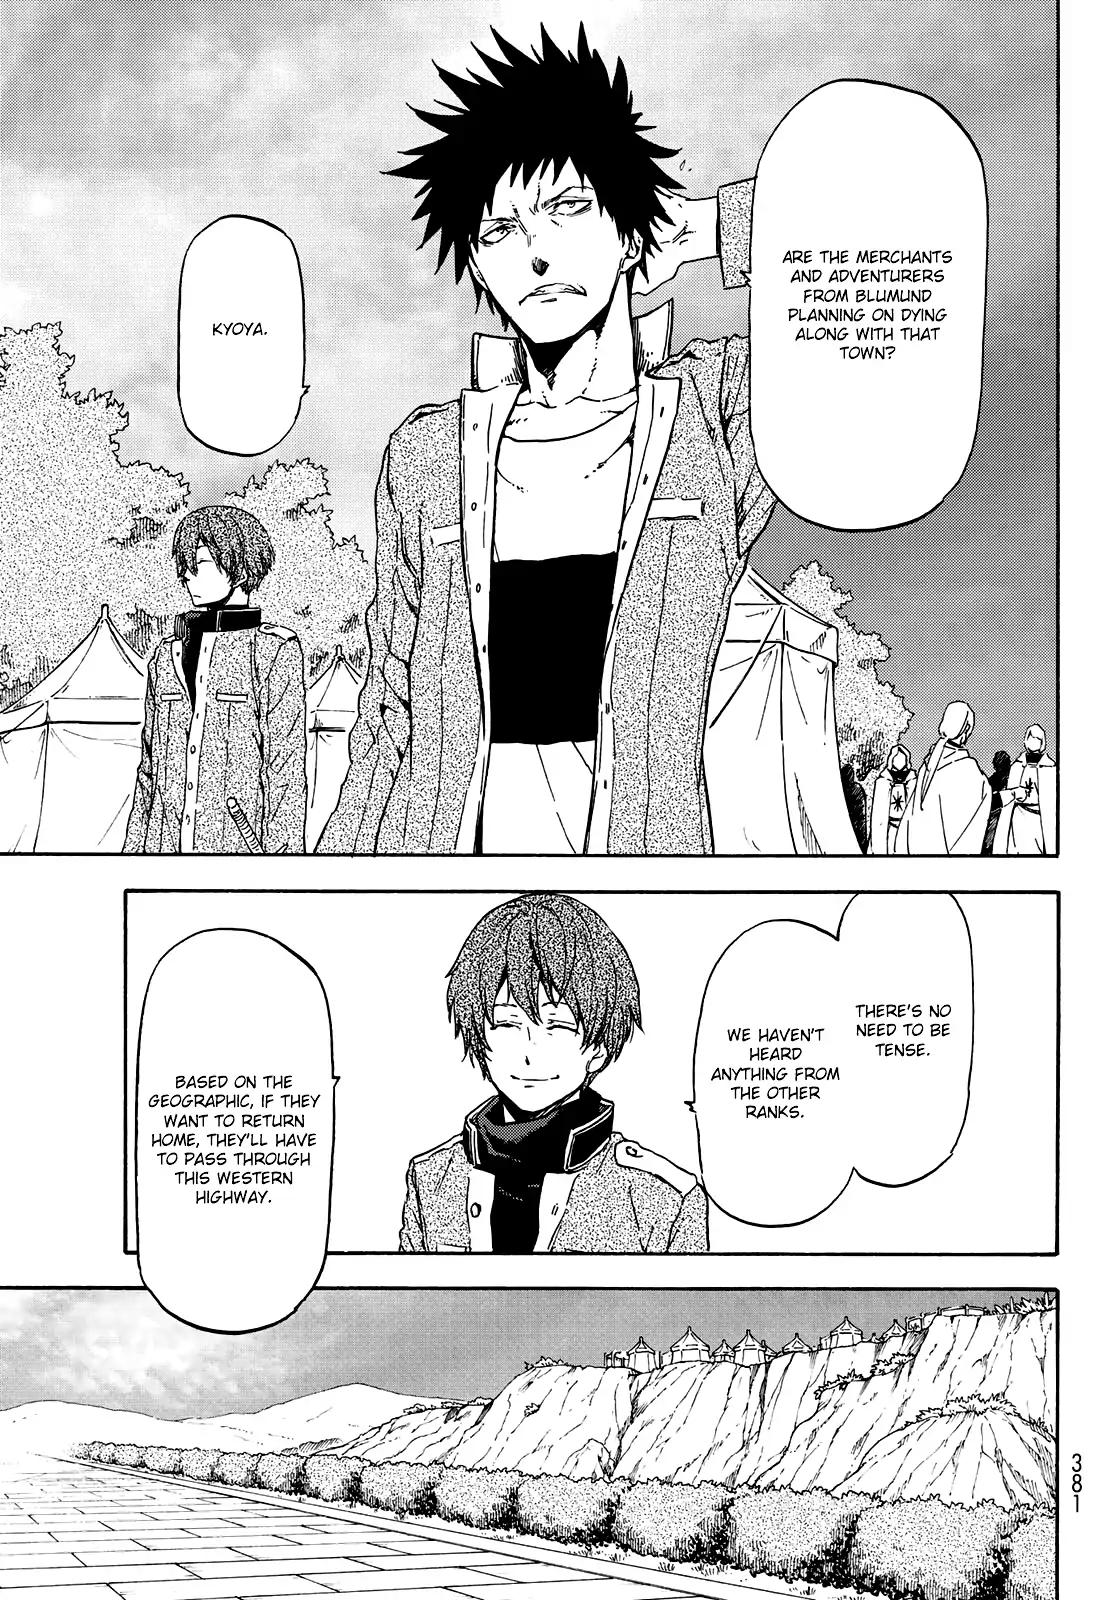 ARE THE MERCHANTS
AND ADVENTURERS
FROM BLUMUND
PLANNING ON DYING
ALONG WITH THAT
TOWN?
KYOYA.
THERE'S NO
NEED TO BE
TENSE.
WE HAVEN'T
HEARD
ANYTHING FROM
THE OTHER
RANKS.
BASED ON THE
GEOGRAPHIC, IF THEY
WANT TO RETURN
HOME, THEY'LL HAVE
TO PASS THROUGH
THIS WESTERN
HIGHWAY.
381